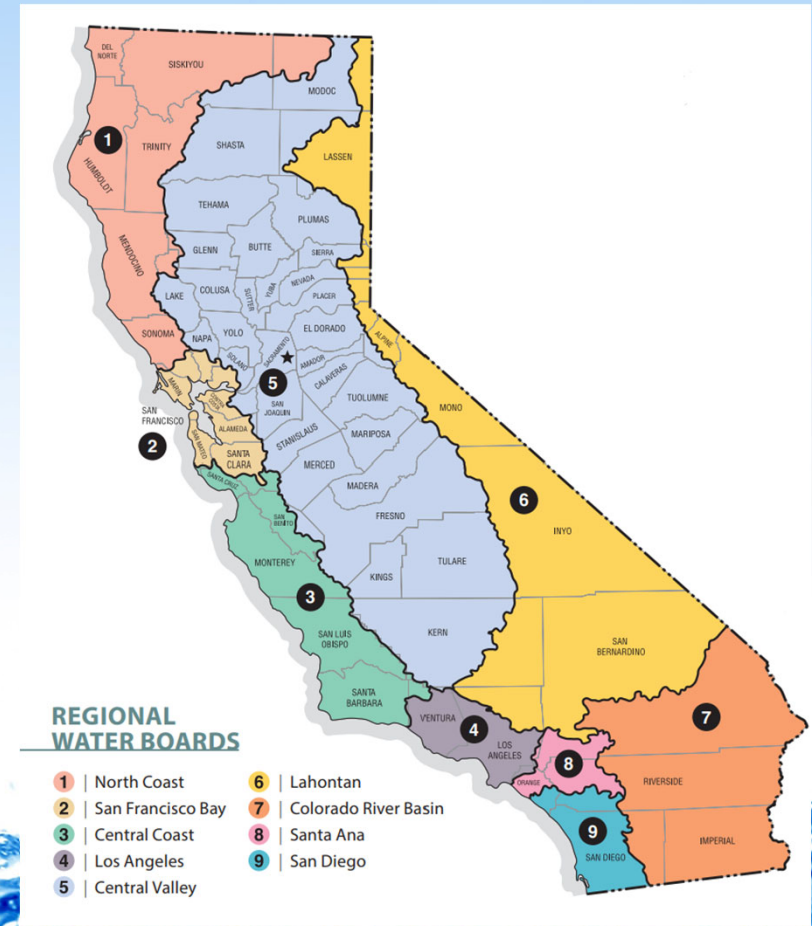 DEL
NORTE
SISKIYOU
MODOC
1
HUMBOLDT
TRINITY
SHASTA
LASSEN
TEHAMA
PLUMAS
MENDOCINO
GLENN
BUTTE
SIERRA
LAKE
COLUSA
SUTTER
YUBA
NEVADA
PLACER
SONOMA
NAPA
YOLO
SOLANO
SACRAMENTO
EL DORADO
ALPINE
AMADOR
CALAVERAS
5
MARIN
CONTRA
COSTA
SAN
JOAQUIN
TUOLUMNE
MONO
SAN
FRANCISCO
2
SAN MATEO
ALAMEDA
SANTA
CLARA
STANISLAUS
MARIPOSA
MERCED
MADERA
SANTA CRUZ
SAN
BENITO
FRESNO
6
INYO
MONTEREY
3
KINGS
TULARE
SAN LUIS
OBISPO
KERN
SAN
BERNARDINO
SANTA
BARBARA
VENTURA
4
LOS
ANGELES
7
ORANGE
8
RIVERSIDE
9
SAN DIEGO
IMPERIAL
REGIONAL
WATER BOARDS
1 | North Coast
2 | San Francisco Bay
3 | Central Coast
4 | Los Angeles
5 | Central Valley
6 | Lahontan
7 | Colorado River Basin
8 | Santa Ana
9 | San Diego